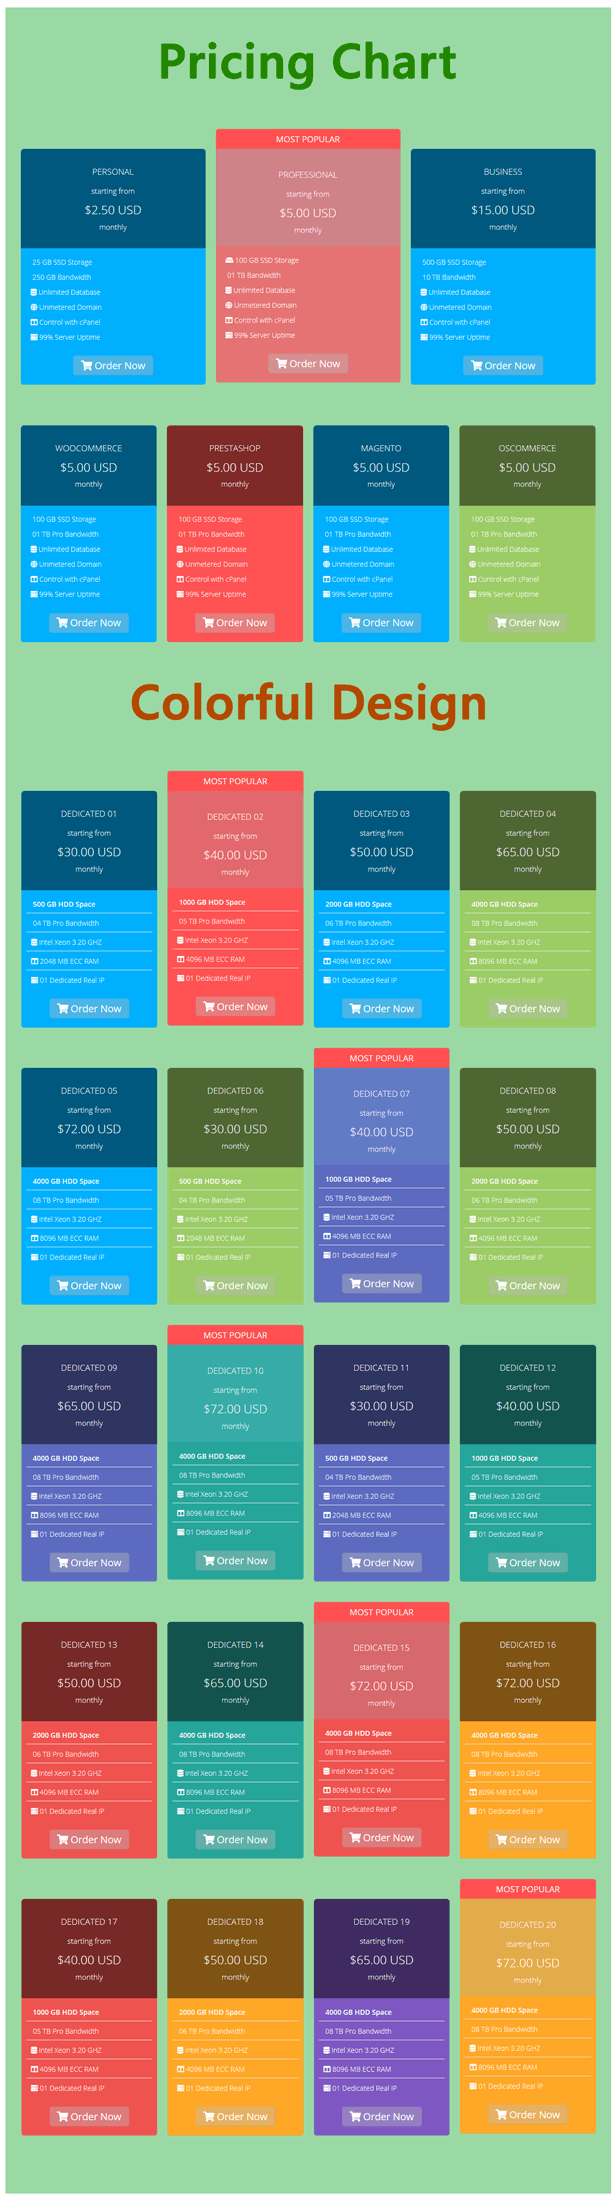 Pricing Chart
PERSONAL
starting from
$2.50 USD
monthly
25 GB SSD Storage
250 GB Bandwidth
Unlimited Database
Unmetered Domain
Control with cPanel
99% Server Uptime
Order Now
MOST POPULAR
PROFESSIONAL
starting from
$5.00 USD
monthly
100 GB SSD Storage
01 TB Bandwidth
Unlimited Database
Unmetered Domain
Control with cPanel
99% Server Uptime
Order Now
BUSINESS
starting from
$15.00 USD
monthly
500 GB SSD Storage
10 TB Bandwidth
Unlimited Database
Unmetered Domain
Control with cPanel
99% Server Uptime
Order Now
WOOCOMMERCE
$5.00 USD
monthly
100 GB SSD Storage
01 TB Pro Bandwidth
Unlimited Database
Unmetered Domain
Control with cPanel
99% Server Uptime
Order Now
PRESTASHOP
$5.00 USD
monthly
100 GB SSD Storage
01 TB Pro Bandwidth
Unlimited Database
Unmetered Domain
Control with cPanel
99% Server Uptime
Order Now
MAGENTO
$5.00 USD
monthly
100 GB SSD Storage
01 TB Pro Bandwidth
Unlimited Database
Unmetered Domain
Control with cPanel
99% Server Uptime
Order Now
OSCOMMERCE
$5.00 USD
monthly
100 GB SSD Storage
01 TB Pro Bandwidth
Unlimited Database
Unmetered Domain
Control with cPanel
99% Server Uptime
Order Now
Colorful Design
DEDICATED 01
starting from
$30.00 USD
monthly
500 GB HDD Space
04 TB Pro Bandwidth
Intel Xeon 3.20 GHZ
2048 MB ECC RAM
01 Dedicated Real IP
Order Now
MOST POPULAR
DEDICATED 02
starting from
$40.00 USD
monthly
1000 GB HDD Space
05 TB Pro Bandwidth
Intel Xeon 3.20 GHZ
4096 MB ECC RAM
01 Dedicated Real IP
Order Now
DEDICATED 03
starting from
$50.00 USD
monthly
2000 GB HDD Space
06 TB Pro Bandwidth
Intel Xeon 3.20 GHZ
4096 MB ECC RAM
01 Dedicated Real IP
Order Now
DEDICATED 04
starting from
$65.00 USD
monthly
4000 GB HDD Space
08 TB Pro Bandwidth
Intel Xeon 3.20 GHZ
8096 MB ECC RAM
01 Dedicated Real IP
Order Now
DEDICATED 05
starting from
$72.00 USD
monthly
4000 GB HDD Space
08 TB Pro Bandwidth
Intel Xeon 3.20 GHZ
8096 MB ECC RAM
01 Dedicated Real IP
Order Now
DEDICATED 06
starting from
$30.00 USD
monthly
500 GB HDD Space
04 TB Pro Bandwidth
Intel Xeon 3.20 GHZ
2048 MB ECC RAM
01 Dedicated Real IP
Order Now
MOST POPULAR
DEDICATED 07
starting from
$40.00 USD
monthly
1000 GB HDD Space
05 TB Pro Bandwidth
Intel Xeon 3.20 GHZ
4096 MB ECC RAM
01 Dedicated Real IP
Order Now
DEDICATED 08
starting from
$50.00 USD
monthly
2000 GB HDD Space
06 TB Pro Bandwidth
Intel Xeon 3.20 GHZ
4096 MB ECC RAM
01 Dedicated Real IP
Order Now
DEDICATED 09
starting from
$65.00 USD
monthly
4000 GB HDD Space
08 TB Pro Bandwidth
Intel Xeon 3.20 GHZ
8096 MB ECC RAM
01 Dedicated Real IP
Order Now
MOST POPULAR
DEDICATED 10
starting from
$72.00 USD
monthly
4000 GB HDD Space
08 TB Pro Bandwidth
Intel Xeon 3.20 GHZ
8096 MB ECC RAM
01 Dedicated Real IP
Order Now
DEDICATED 11
starting from
$30.00 USD
monthly
500 GB HDD Space
04 TB Pro Bandwidth
Intel Xeon 3.20 GHZ
2048 MB ECC RAM
01 Dedicated Real IP
Order Now
DEDICATED 12
starting from
$40.00 USD
monthly
1000 GB HDD Space
05 TB Pro Bandwidth
Intel Xeon 3.20 GHZ
4096 MB ECC RAM
01 Dedicated Real IP
Order Now
DEDICATED 13
starting from
$50.00 USD
monthly
2000 GB HDD Space
06 TB Pro Bandwidth
Intel Xeon 3.20 GHZ
4096 MB ECC RAM
01 Dedicated Real IP
Order Now
DEDICATED 14
starting from
$65.00 USD
monthly
4000 GB HDD Space
08 TB Pro Bandwidth
Intel Xeon 3.20 GHZ
8096 MB ECC RAM
01 Dedicated Real IP
Order Now
MOST POPULAR
DEDICATED 15
starting from
$72.00 USD
monthly
4000 GB HDD Space
08 TB Pro Bandwidth
Intel Xeon 3.20 GHZ
8096 MB ECC RAM
01 Dedicated Real IP
Order Now
DEDICATED 16
starting from
$72.00 USD
monthly
4000 GB HDD Space
08 TB Pro Bandwidth
Intel Xeon 3.20 GHZ
8096 MB ECC RAM
01 Dedicated Real IP
Order Now
DEDICATED 17
starting from
$40.00 USD
monthly
1000 GB HDD Space
05 TB Pro Bandwidth
Intel Xeon 3.20 GHZ
4096 MB ECC RAM
01 Dedicated Real IP
Order Now
DEDICATED 18
starting from
$50.00 USD
monthly
2000 GB HDD Space
06 TB Pro Bandwidth
Intel Xeon 3.20 GHZ
4096 MB ECC RAM
01 Dedicated Real IP
Order Now
DEDICATED 19
starting from
$65.00 USD
monthly
4000 GB HDD Space
08 TB Pro Bandwidth
Intel Xeon 3.20 GHZ
8096 MB ECC RAM
01 Dedicated Real IP
Order Now
MOST POPULAR
DEDICATED 20
starting from
$72.00 USD
monthly
4000 GB HDD Space
08 TB Pro Bandwidth
Intel Xeon 3.20 GHZ
8096 MB ECC RAM
01 Dedicated Real IP
Order Now